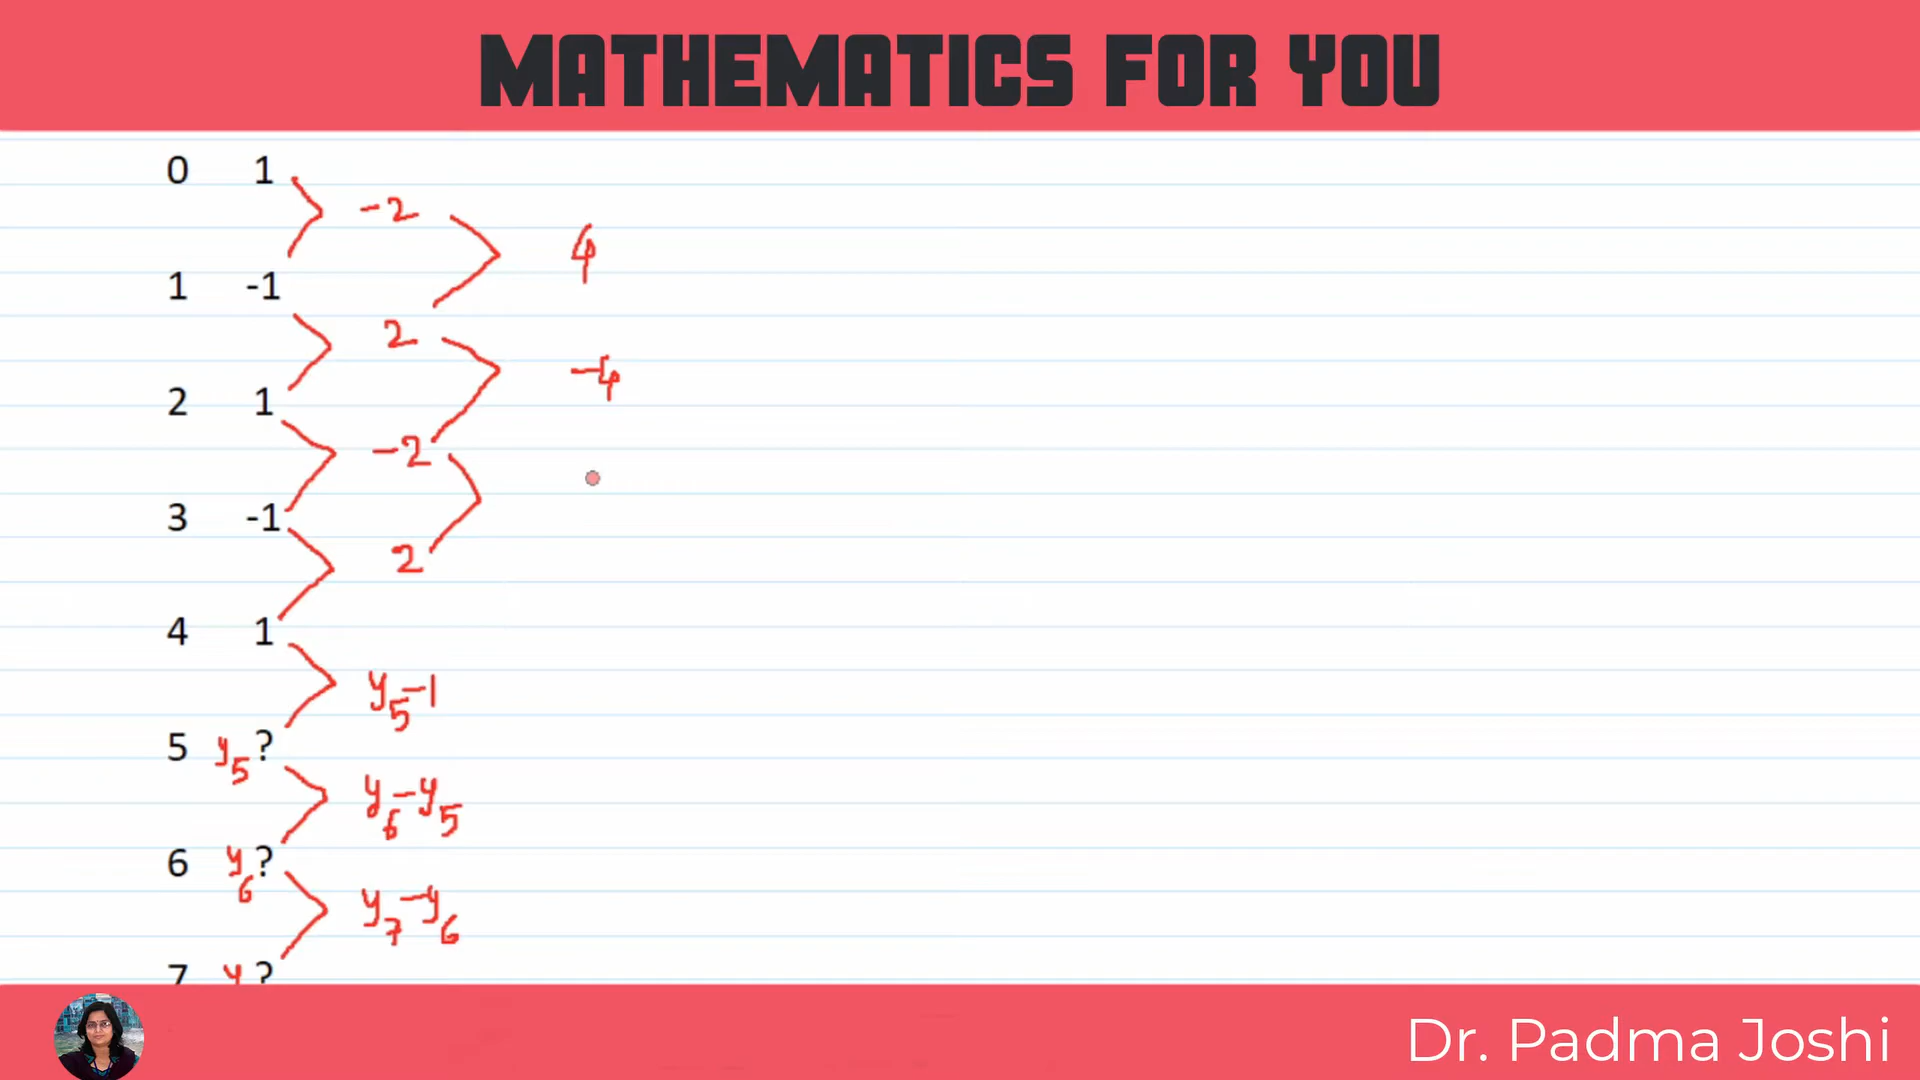 MATHEMATICS FOR YOU
0 1
-2
4
1 -1
2
-4
2 1
-2
3 -1
2
4 1
y5-1
5 y5 ?
y6-y5
6 y6 ?
y7-y6
7 y ?
Dr. Padma Joshi